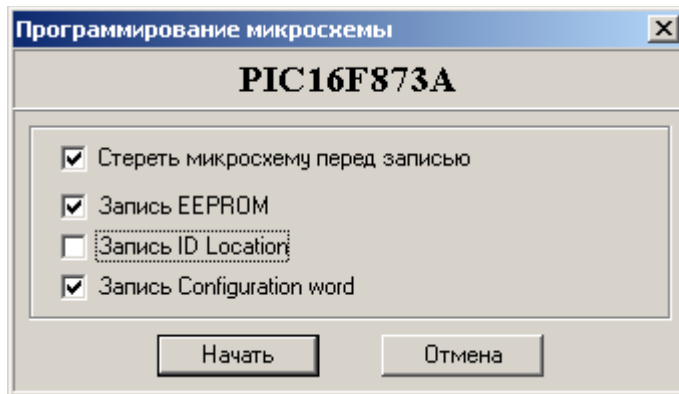 Программирование микросхемы
PIC16F873A
Стереть микросхему перед записью
Запись EEPROM
Запись ID Location
Запись Configuration word
Начать Отмена